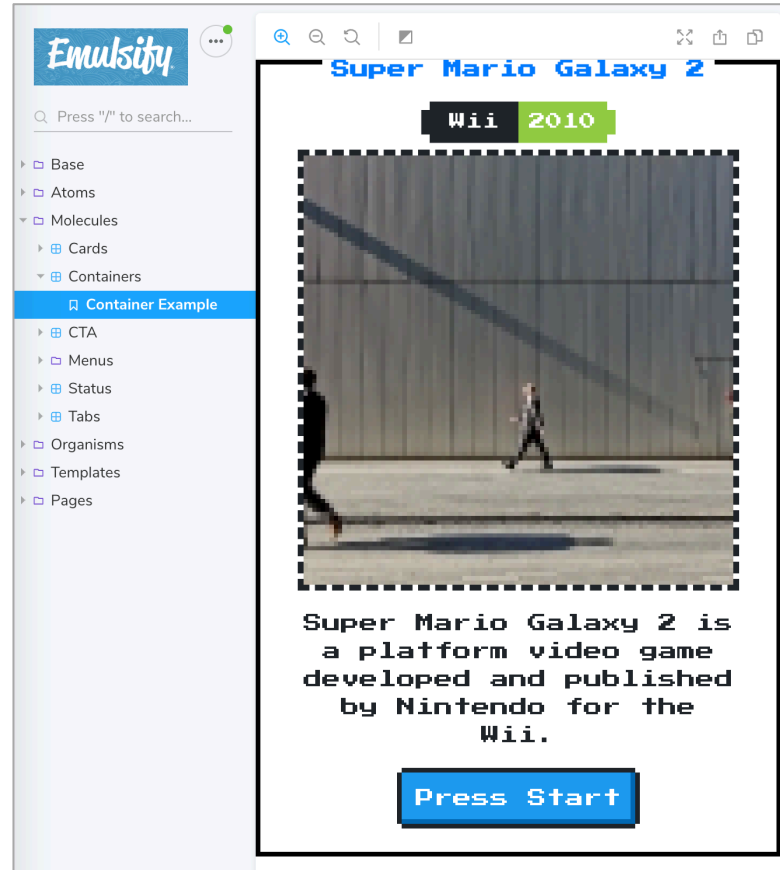 Emulsify
Press "/" to search...
Base
Atoms
Molecules
Cards
Containers
Container Example
CTA
Menus
Status
Tabs
Organisms
Templates
Pages
Super Mario Galaxy 2
Wii 2010
Super Mario Galaxy 2 is
a platform video game
developed and published
by Nintendo for the
Wii.
Press Start